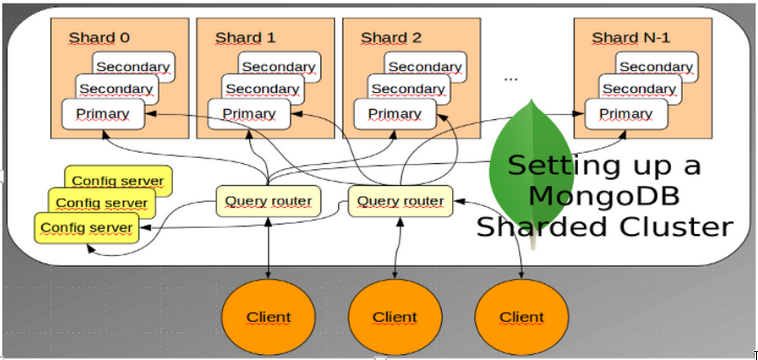 Shard 0
Shard 1
Shard 2
Shard N-1
Secondary
Secondary
Secondary
Secondary
Secondary
Secondary
Secondary
Secondary
...
Primary
Primary
Primary
Primary
Config server
Config server
Config server
Query router
Query router
Setting up a
MongoDB
Sharded Cluster
Client
Client
Client